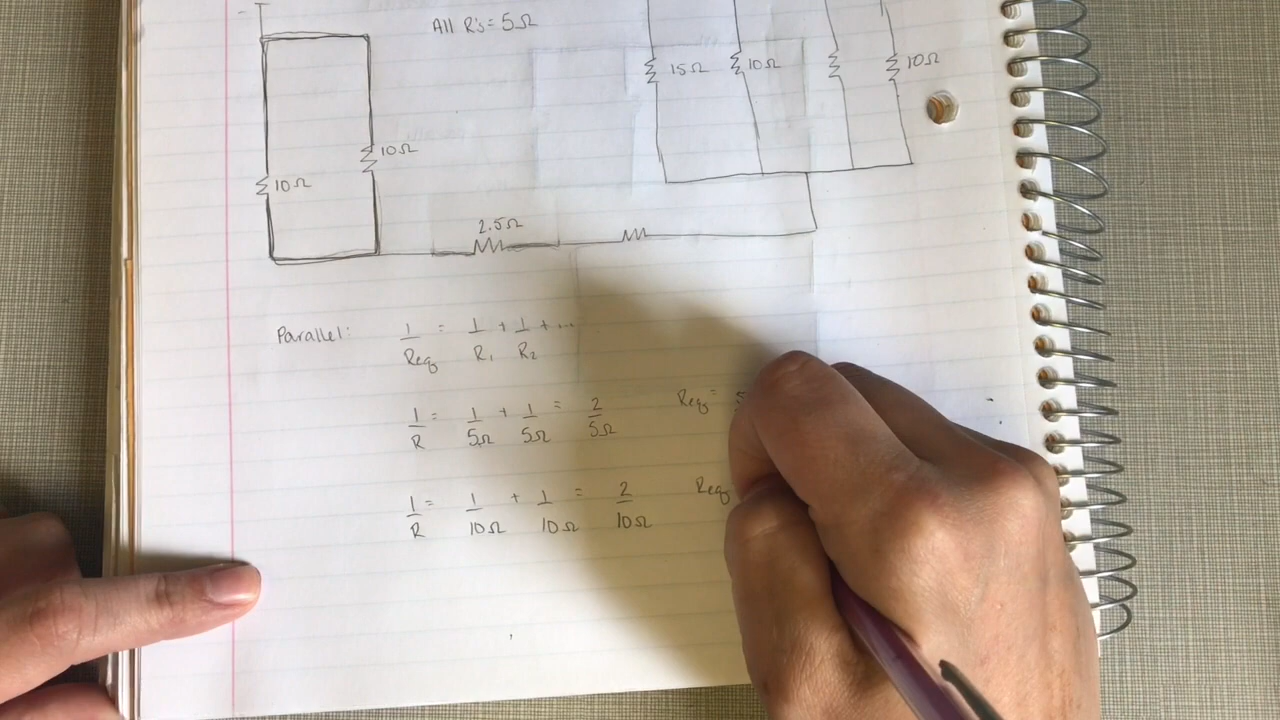 All R's = 5Ω
15Ω
10Ω
10Ω
10Ω
10Ω
2.5Ω
Parallel: 1/Req = 1/R₁ + 1/R₂ + ...
1/R = 1/5Ω + 1/5Ω = 2/5Ω Req =
1/R = 1/10Ω + 1/10Ω = 2/10Ω Req